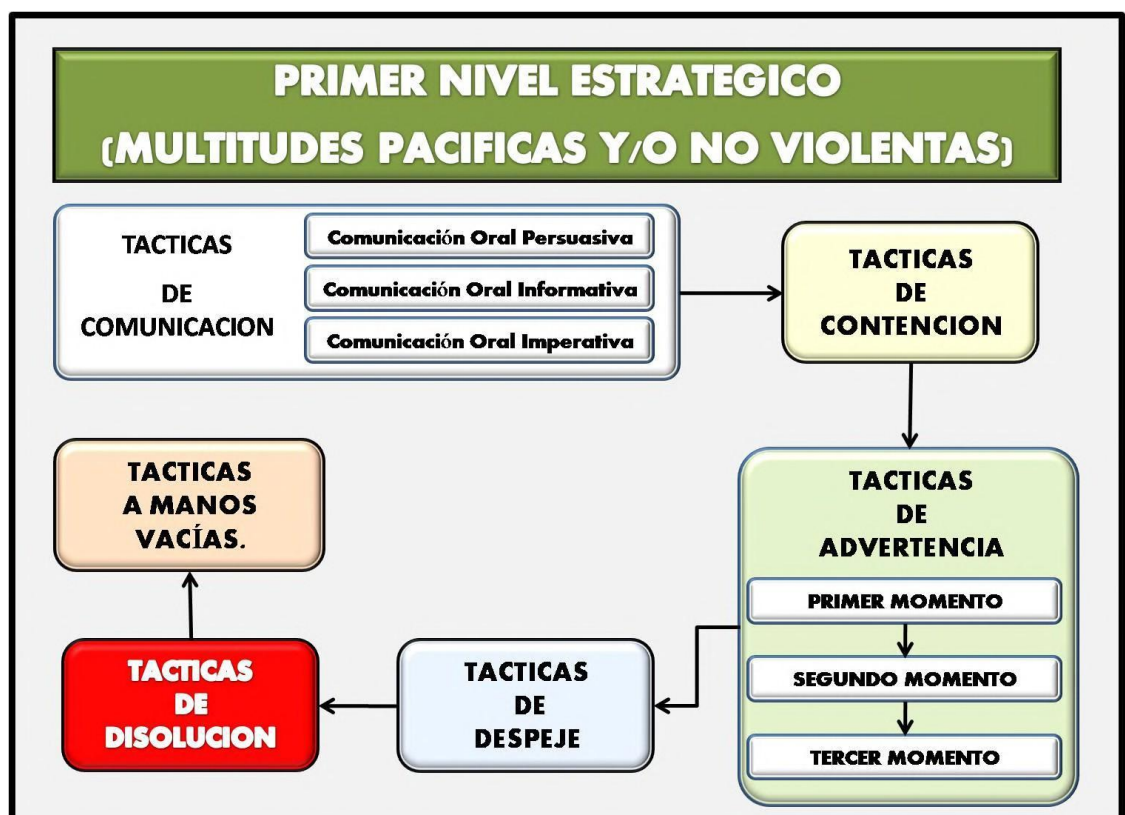 PRIMER NIVEL ESTRATEGICO
(MULTITUDES PACIFICAS Y/O NO VIOLENTAS)
TACTICAS
DE
COMUNICACION
Comunicación Oral Persuasiva
Comunicación Oral Informativa
Comunicación Oral Imperativa
TACTICAS
DE
CONTENCION
TACTICAS
DE
ADVERTENCIA
PRIMER MOMENTO
SEGUNDO MOMENTO
TERCER MOMENTO
TACTICAS
DE
DESPEJE
TACTICAS
DE
DISOLUCION
TACTICAS
A MANOS
VACÍAS.